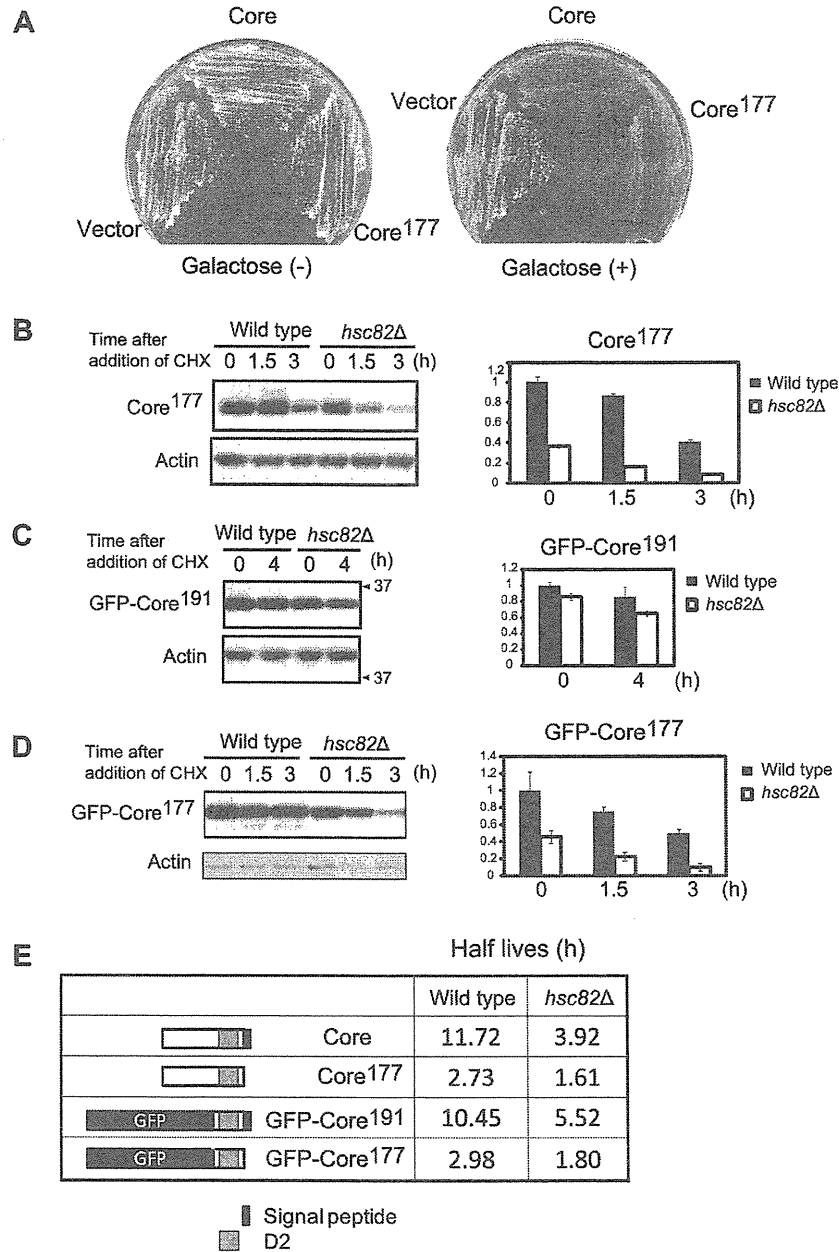 A
Core
Core
Vector
Core177
Vector
Core177
Galactose (-)
Galactose (+)
B
Time after
addition of CHX
Wild type
hsc82Δ
0 1.5 3 0 1.5 3 (h)
Core177
Actin
Core177
1.2
1
0.8
0.6
0.4
0.2
0
0 1.5 3 (h)
Wild type
hsc82Δ
C
Time after
addition of CHX
Wild type
hsc82Δ
0 4 0 4 (h)
GFP-Core191
37
Actin
37
GFP-Core191
1.2
1
0.8
0.6
0.4
0.2
0
0 4 (h)
Wild type
hsc82Δ
D
Time after
addition of CHX
Wild type
hsc82Δ
0 1.5 3 0 1.5 3 (h)
GFP-Core177
Actin
GFP-Core177
1.4
1.2
1
0.8
0.6
0.4
0.2
0
0 1.5 3 (h)
Wild type
hsc82Δ
E
Half lives (h)
Wild type hsc82Δ
Core 11.72 3.92
Core177 2.73 1.61
GFP GFP-Core191 10.45 5.52
GFP GFP-Core177 2.98 1.80
Signal peptide
D2